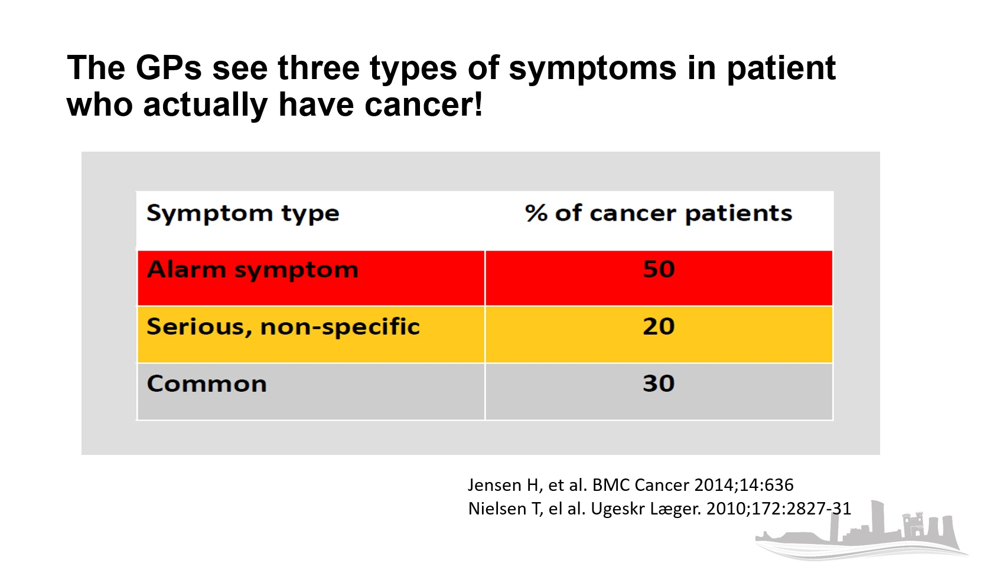 The GPs see three types of symptoms in patient
who actually have cancer!
Symptom type % of cancer patients
Alarm symptom 50
Serious, non-specific 20
Common 30
Jensen H, et al. BMC Cancer 2014;14:636
Nielsen T, el al. Ugeskr Læger. 2010;172:2827-31